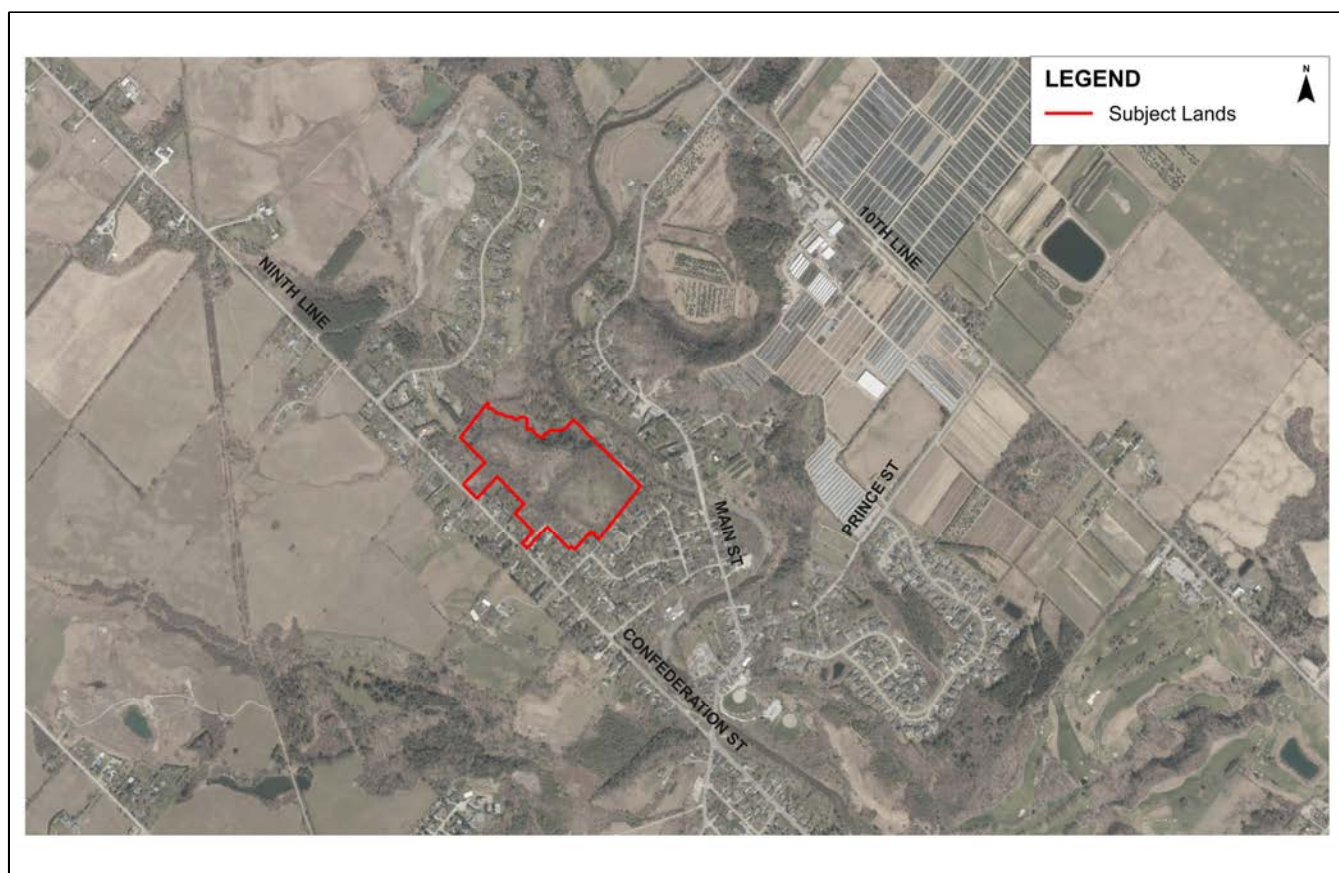 LEGEND
N
Subject Lands
10TH LINE
NINTH LINE
PRINCE ST
MAIN ST
CONFEDERATION ST